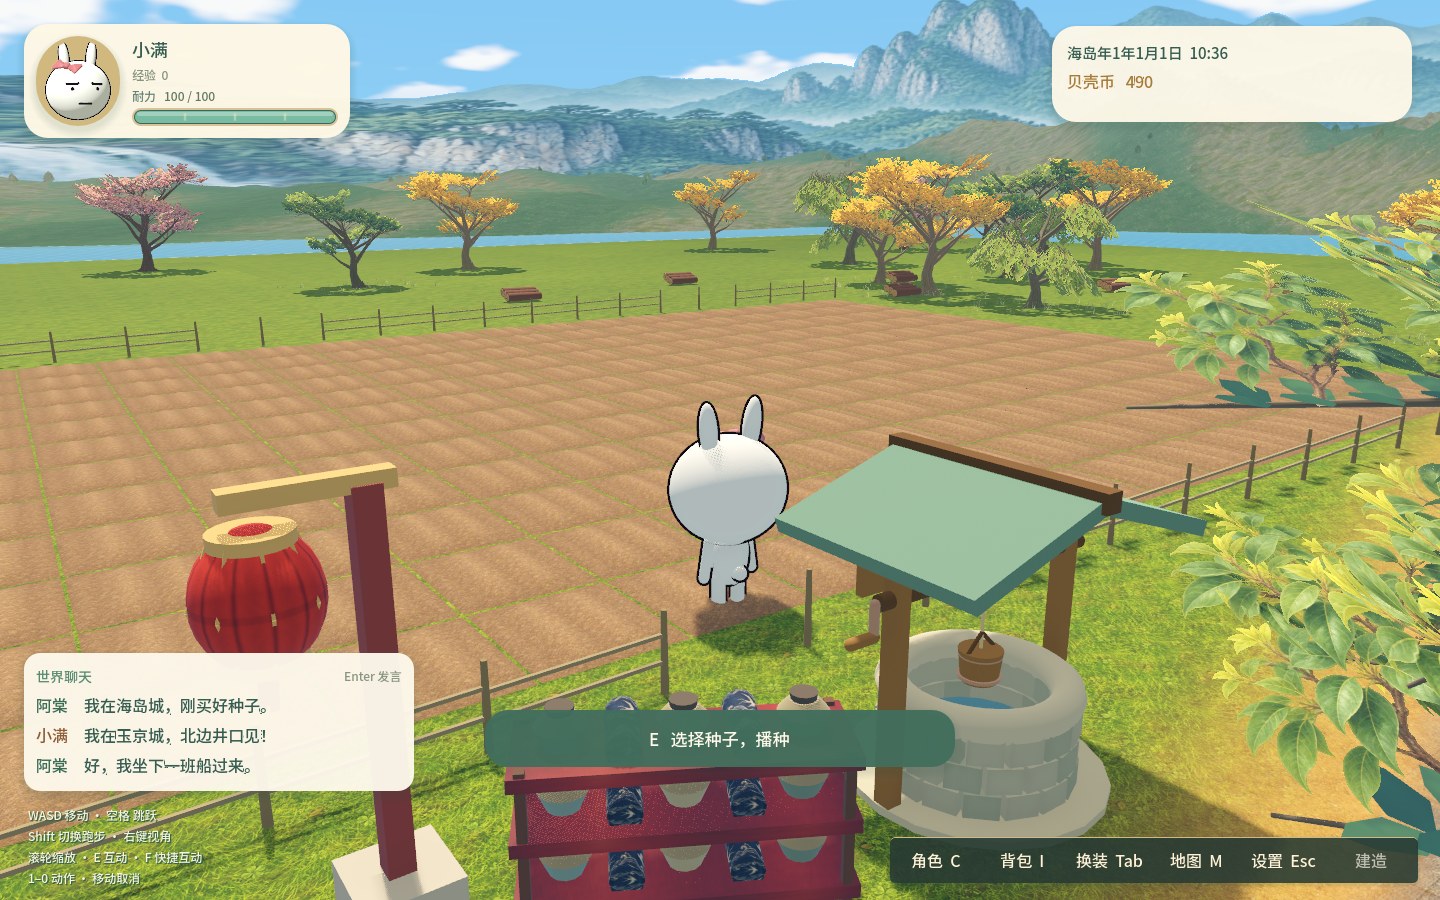 小满
经验 0
耐力 100 / 100
海岛年1年1月1日 10:36
贝壳币 490
E 选择种子，播种
世界聊天 Enter 发言
阿棠 我在海岛城，刚买好种子。
小满 我在玉京城，北边井口见!
阿棠 好，我坐下一班船过来。
WASD 移动 · 空格 跳跃
Shift 切换跑步 · 右键视角
滚轮缩放 · E 互动 · F 快捷互动
1-0 动作 · 移动取消
角色 C 背包 I 换装 Tab 地图 M 设置 Esc 建造